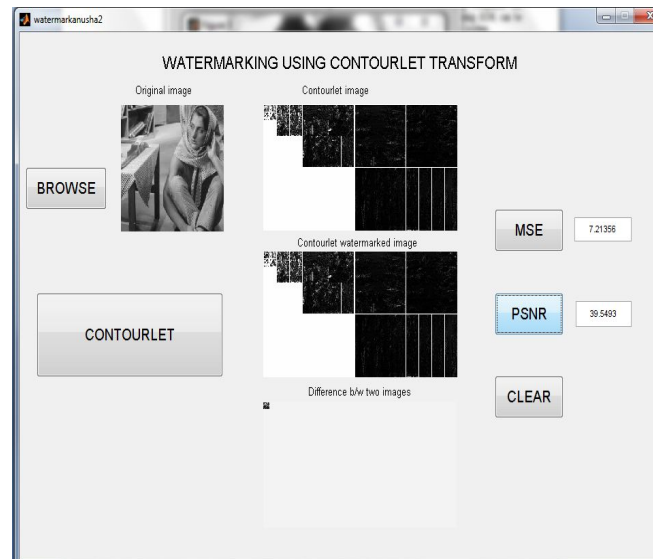 watermarkanusha2
WATERMARKING USING CONTOURLET TRANSFORM
Original image
Contourlet image
BROWSE
Contourlet watermarked image
MSE
7.21356
CONTOURLET
PSNR
39.5493
Difference b/w two images
CLEAR